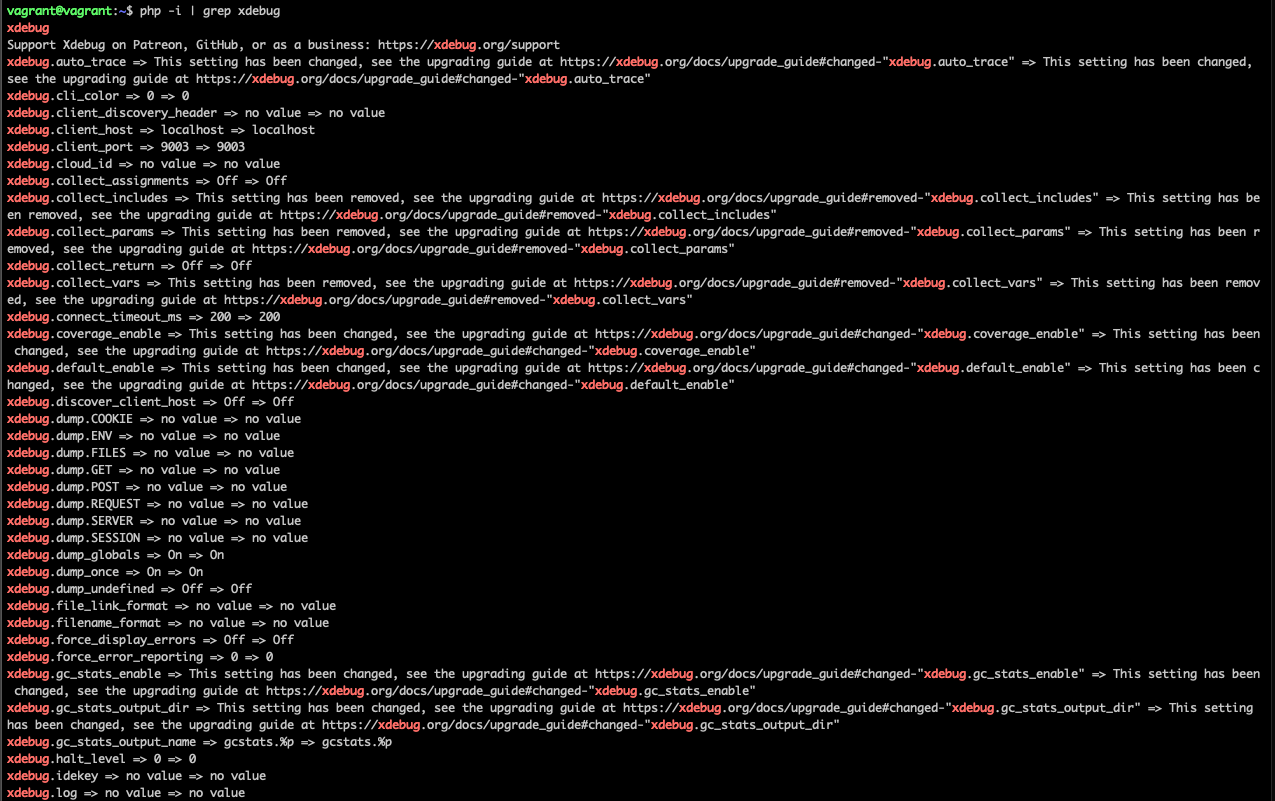 vagrant@vagrant:~$ php -i | grep xdebug
xdebug
Support Xdebug on Patreon, GitHub, or as a business: https://xdebug.org/support
xdebug.auto_trace => This setting has been changed, see the upgrading guide at https://xdebug.org/docs/upgrade_guide#changed-"xdebug.auto_trace" => This setting has been changed,
see the upgrading guide at https://xdebug.org/docs/upgrade_guide#changed-"xdebug.auto_trace"
xdebug.cli_color => 0 => 0
xdebug.client_discovery_header => no value => no value
xdebug.client_host => localhost => localhost
xdebug.client_port => 9003 => 9003
xdebug.cloud_id => no value => no value
xdebug.collect_assignments => Off => Off
xdebug.collect_includes => This setting has been removed, see the upgrading guide at https://xdebug.org/docs/upgrade_guide#removed-"xdebug.collect_includes" => This setting has be
en removed, see the upgrading guide at https://xdebug.org/docs/upgrade_guide#removed-"xdebug.collect_includes"
xdebug.collect_params => This setting has been removed, see the upgrading guide at https://xdebug.org/docs/upgrade_guide#removed-"xdebug.collect_params" => This setting has been r
emoved, see the upgrading guide at https://xdebug.org/docs/upgrade_guide#removed-"xdebug.collect_params"
xdebug.collect_return => Off => Off
xdebug.collect_vars => This setting has been removed, see the upgrading guide at https://xdebug.org/docs/upgrade_guide#removed-"xdebug.collect_vars" => This setting has been remov
ed, see the upgrading guide at https://xdebug.org/docs/upgrade_guide#removed-"xdebug.collect_vars"
xdebug.connect_timeout_ms => 200 => 200
xdebug.coverage_enable => This setting has been changed, see the upgrading guide at https://xdebug.org/docs/upgrade_guide#changed-"xdebug.coverage_enable" => This setting has been
changed, see the upgrading guide at https://xdebug.org/docs/upgrade_guide#changed-"xdebug.coverage_enable"
xdebug.default_enable => This setting has been changed, see the upgrading guide at https://xdebug.org/docs/upgrade_guide#changed-"xdebug.default_enable" => This setting has been c
hanged, see the upgrading guide at https://xdebug.org/docs/upgrade_guide#changed-"xdebug.default_enable"
xdebug.discover_client_host => Off => Off
xdebug.dump.COOKIE => no value => no value
xdebug.dump.ENV => no value => no value
xdebug.dump.FILES => no value => no value
xdebug.dump.GET => no value => no value
xdebug.dump.POST => no value => no value
xdebug.dump.REQUEST => no value => no value
xdebug.dump.SERVER => no value => no value
xdebug.dump.SESSION => no value => no value
xdebug.dump_globals => On => On
xdebug.dump_once => On => On
xdebug.dump_undefined => Off => Off
xdebug.file_link_format => no value => no value
xdebug.filename_format => no value => no value
xdebug.force_display_errors => Off => Off
xdebug.force_error_reporting => 0 => 0
xdebug.gc_stats_enable => This setting has been changed, see the upgrading guide at https://xdebug.org/docs/upgrade_guide#changed-"xdebug.gc_stats_enable" => This setting has been
changed, see the upgrading guide at https://xdebug.org/docs/upgrade_guide#changed-"xdebug.gc_stats_enable"
xdebug.gc_stats_output_dir => This setting has been changed, see the upgrading guide at https://xdebug.org/docs/upgrade_guide#changed-"xdebug.gc_stats_output_dir" => This setting
has been changed, see the upgrading guide at https://xdebug.org/docs/upgrade_guide#changed-"xdebug.gc_stats_output_dir"
xdebug.gc_stats_output_name => gcstats.%p => gcstats.%p
xdebug.halt_level => 0 => 0
xdebug.idekey => no value => no value
xdebug.log => no value => no value